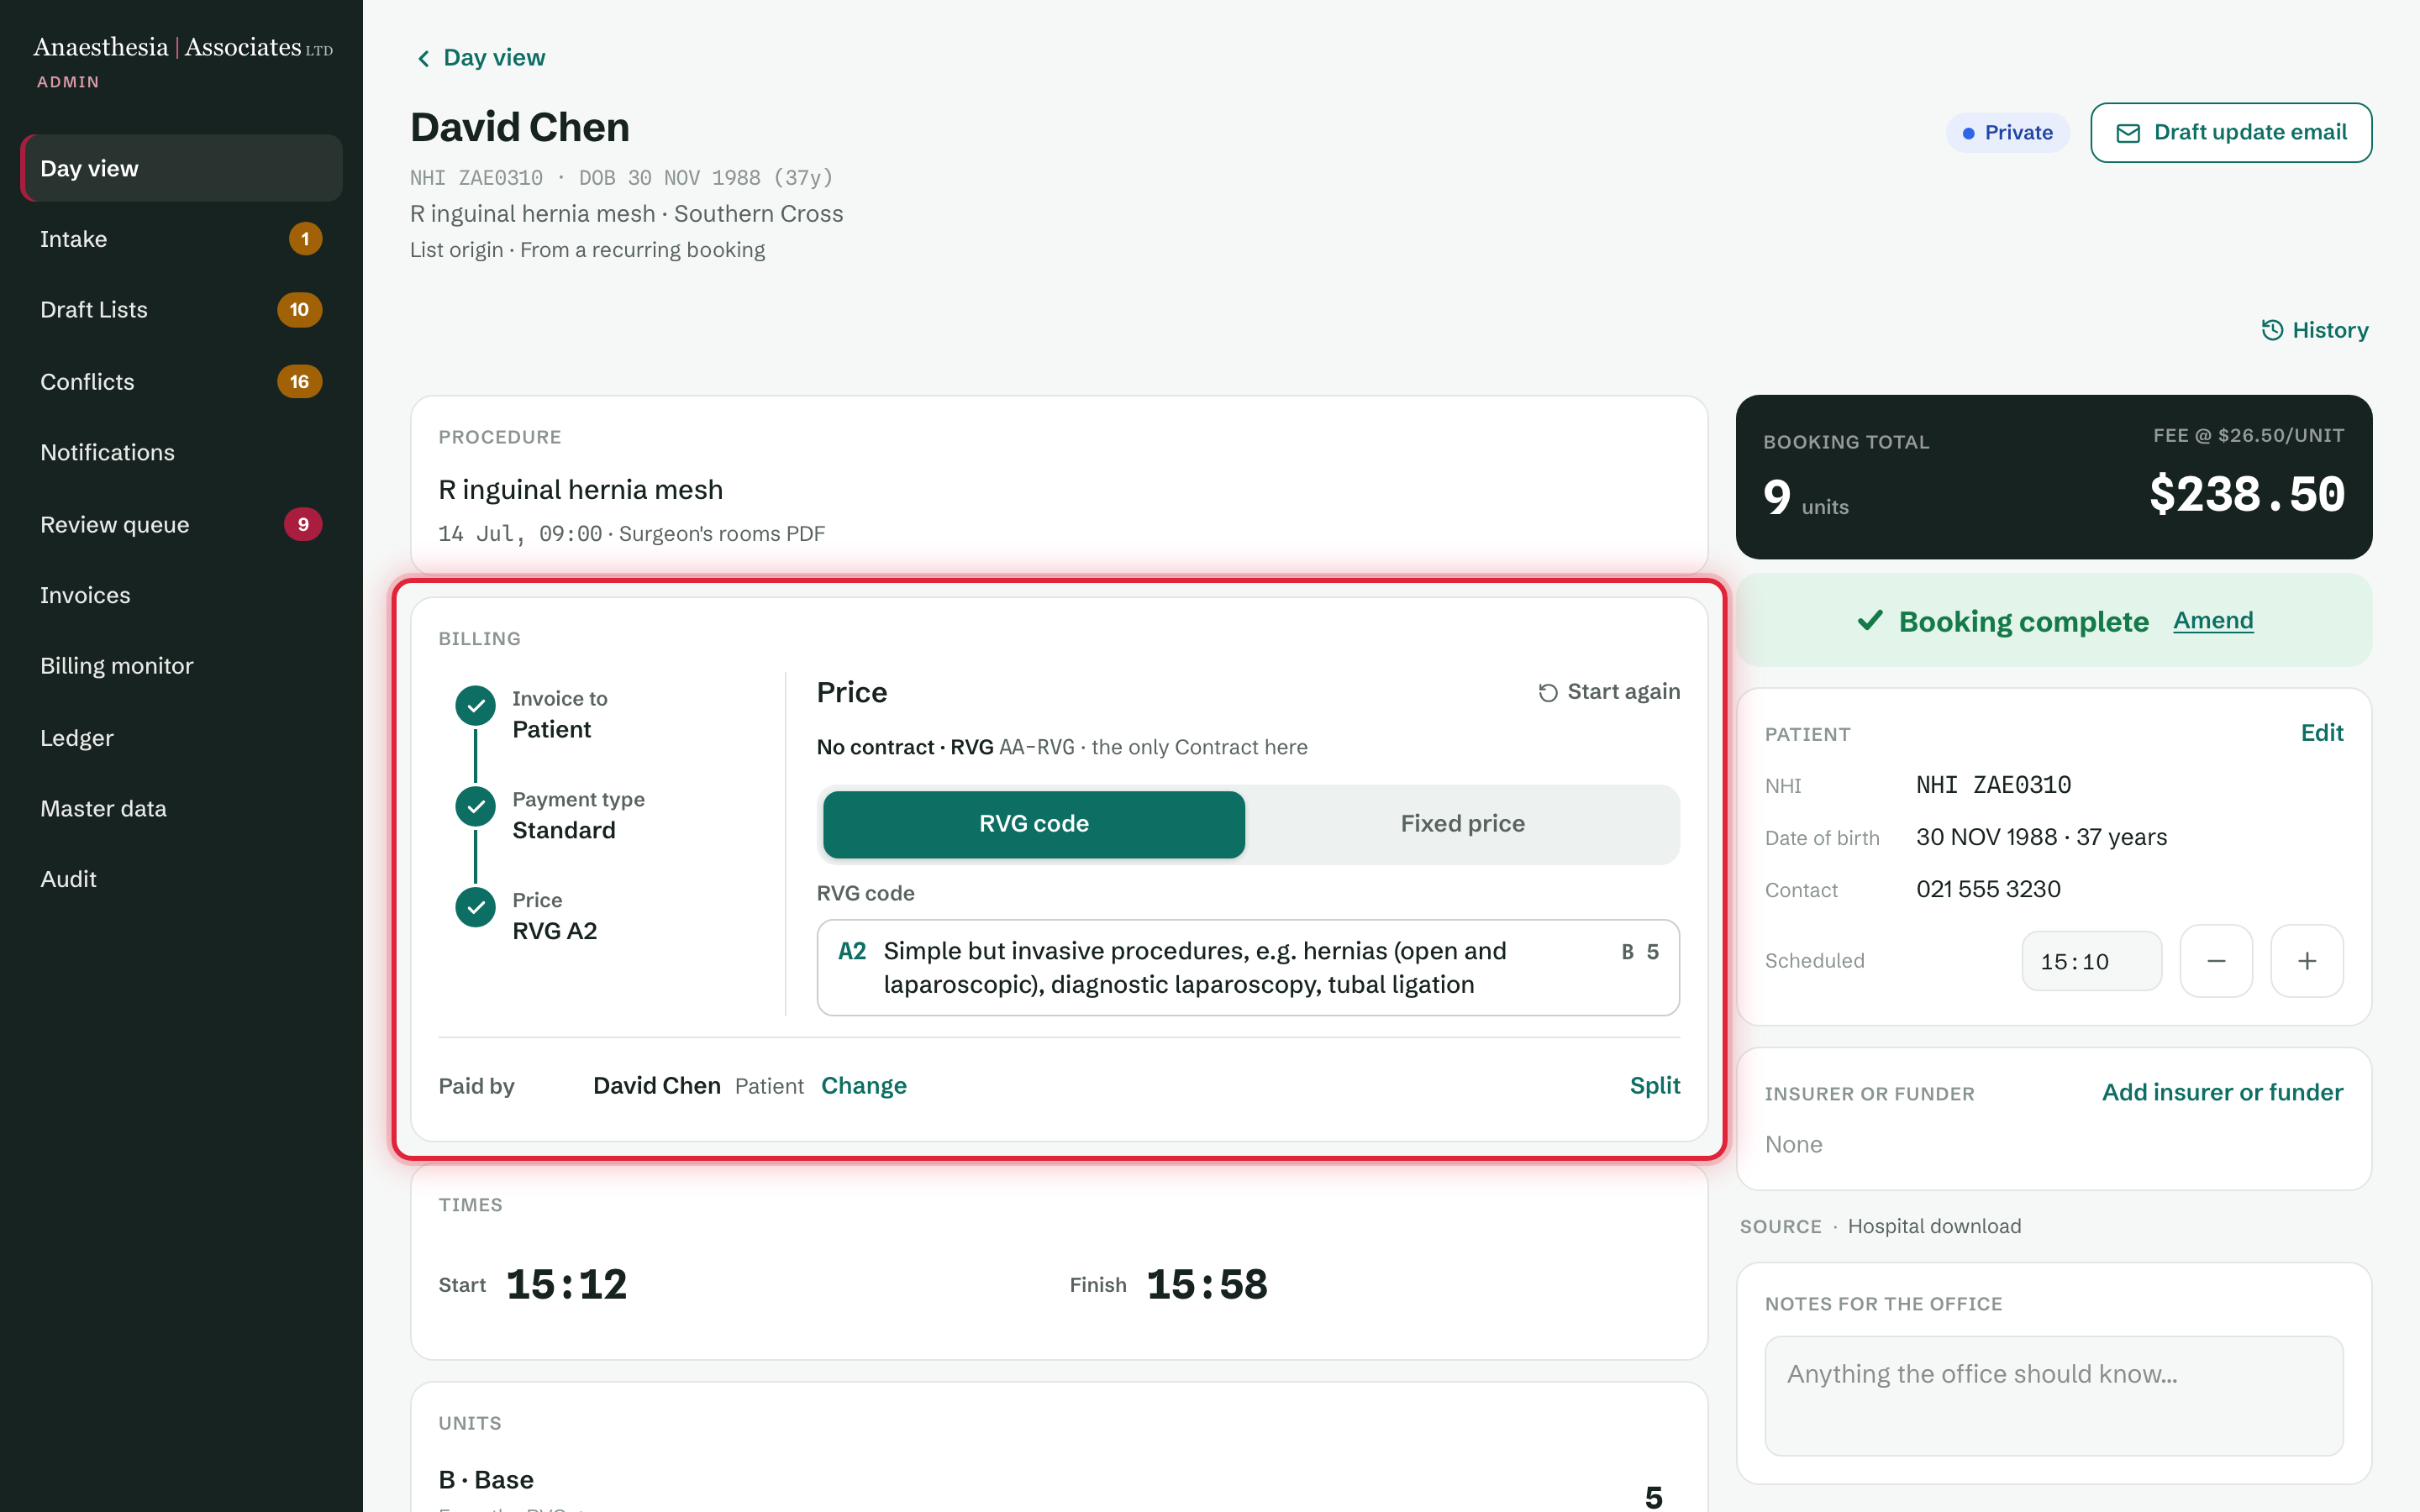 Anaesthesia | Associates LTD
ADMIN
Day view
Intake 1
Draft Lists 10
Conflicts 16
Notifications
Review queue 9
Invoices
Billing monitor
Ledger
Master data
Audit
Day view
David Chen
NHI ZAE0310 · DOB 30 NOV 1988 (37y)
R inguinal hernia mesh · Southern Cross
List origin · From a recurring booking
Private
Draft update email
History
PROCEDURE
R inguinal hernia mesh
14 Jul, 09:00 · Surgeon's rooms PDF
BILLING
Invoice to
Patient
Payment type
Standard
Price
RVG A2
Price
Start again
No contract · RVG AA-RVG · the only Contract here
RVG code
Fixed price
RVG code
A2 Simple but invasive procedures, e.g. hernias (open and B 5
laparoscopic), diagnostic laparoscopy, tubal ligation
Paid by David Chen Patient Change Split
TIMES
Start 15:12 Finish 15:58
UNITS
B · Base
5
BOOKING TOTAL
FEE @ $26.50/UNIT
9 units
$238.50
Booking complete Amend
PATIENT Edit
NHI NHI ZAE0310
Date of birth 30 NOV 1988 · 37 years
Contact 021 555 3230
Scheduled 15:10 − +
INSURER OR FUNDER Add insurer or funder
None
SOURCE · Hospital download
NOTES FOR THE OFFICE
Anything the office should know...